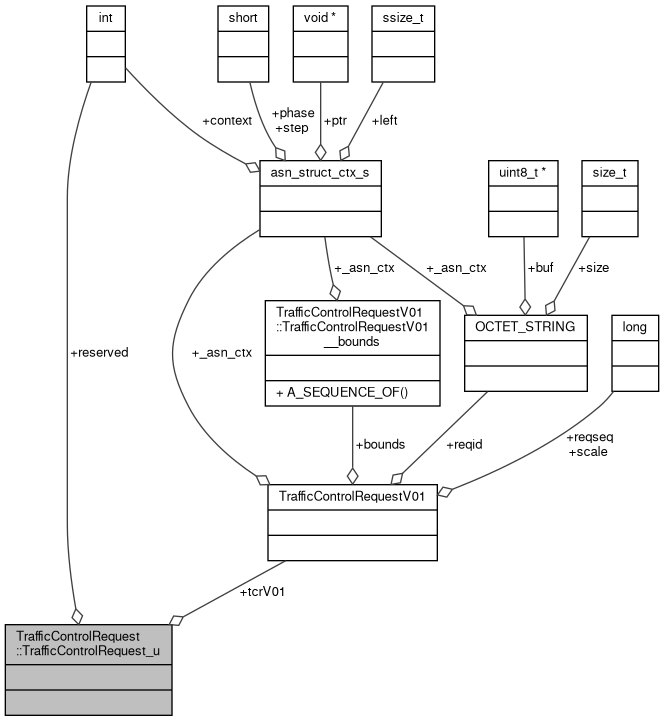 int
short
void *
ssize_t
+context
+phase
+step
+ptr
+left
asn_struct_ctx_s
uint8_t *
size_t
+_asn_ctx
+_asn_ctx
+buf
+size
TrafficControlRequestV01
::TrafficControlRequestV01
__bounds
+ A_SEQUENCE_OF()
OCTET_STRING
long
+reserved
+_asn_ctx
+bounds
+reqid
+reqseq
+scale
TrafficControlRequestV01
+tcrV01
TrafficControlRequest
::TrafficControlRequest_u